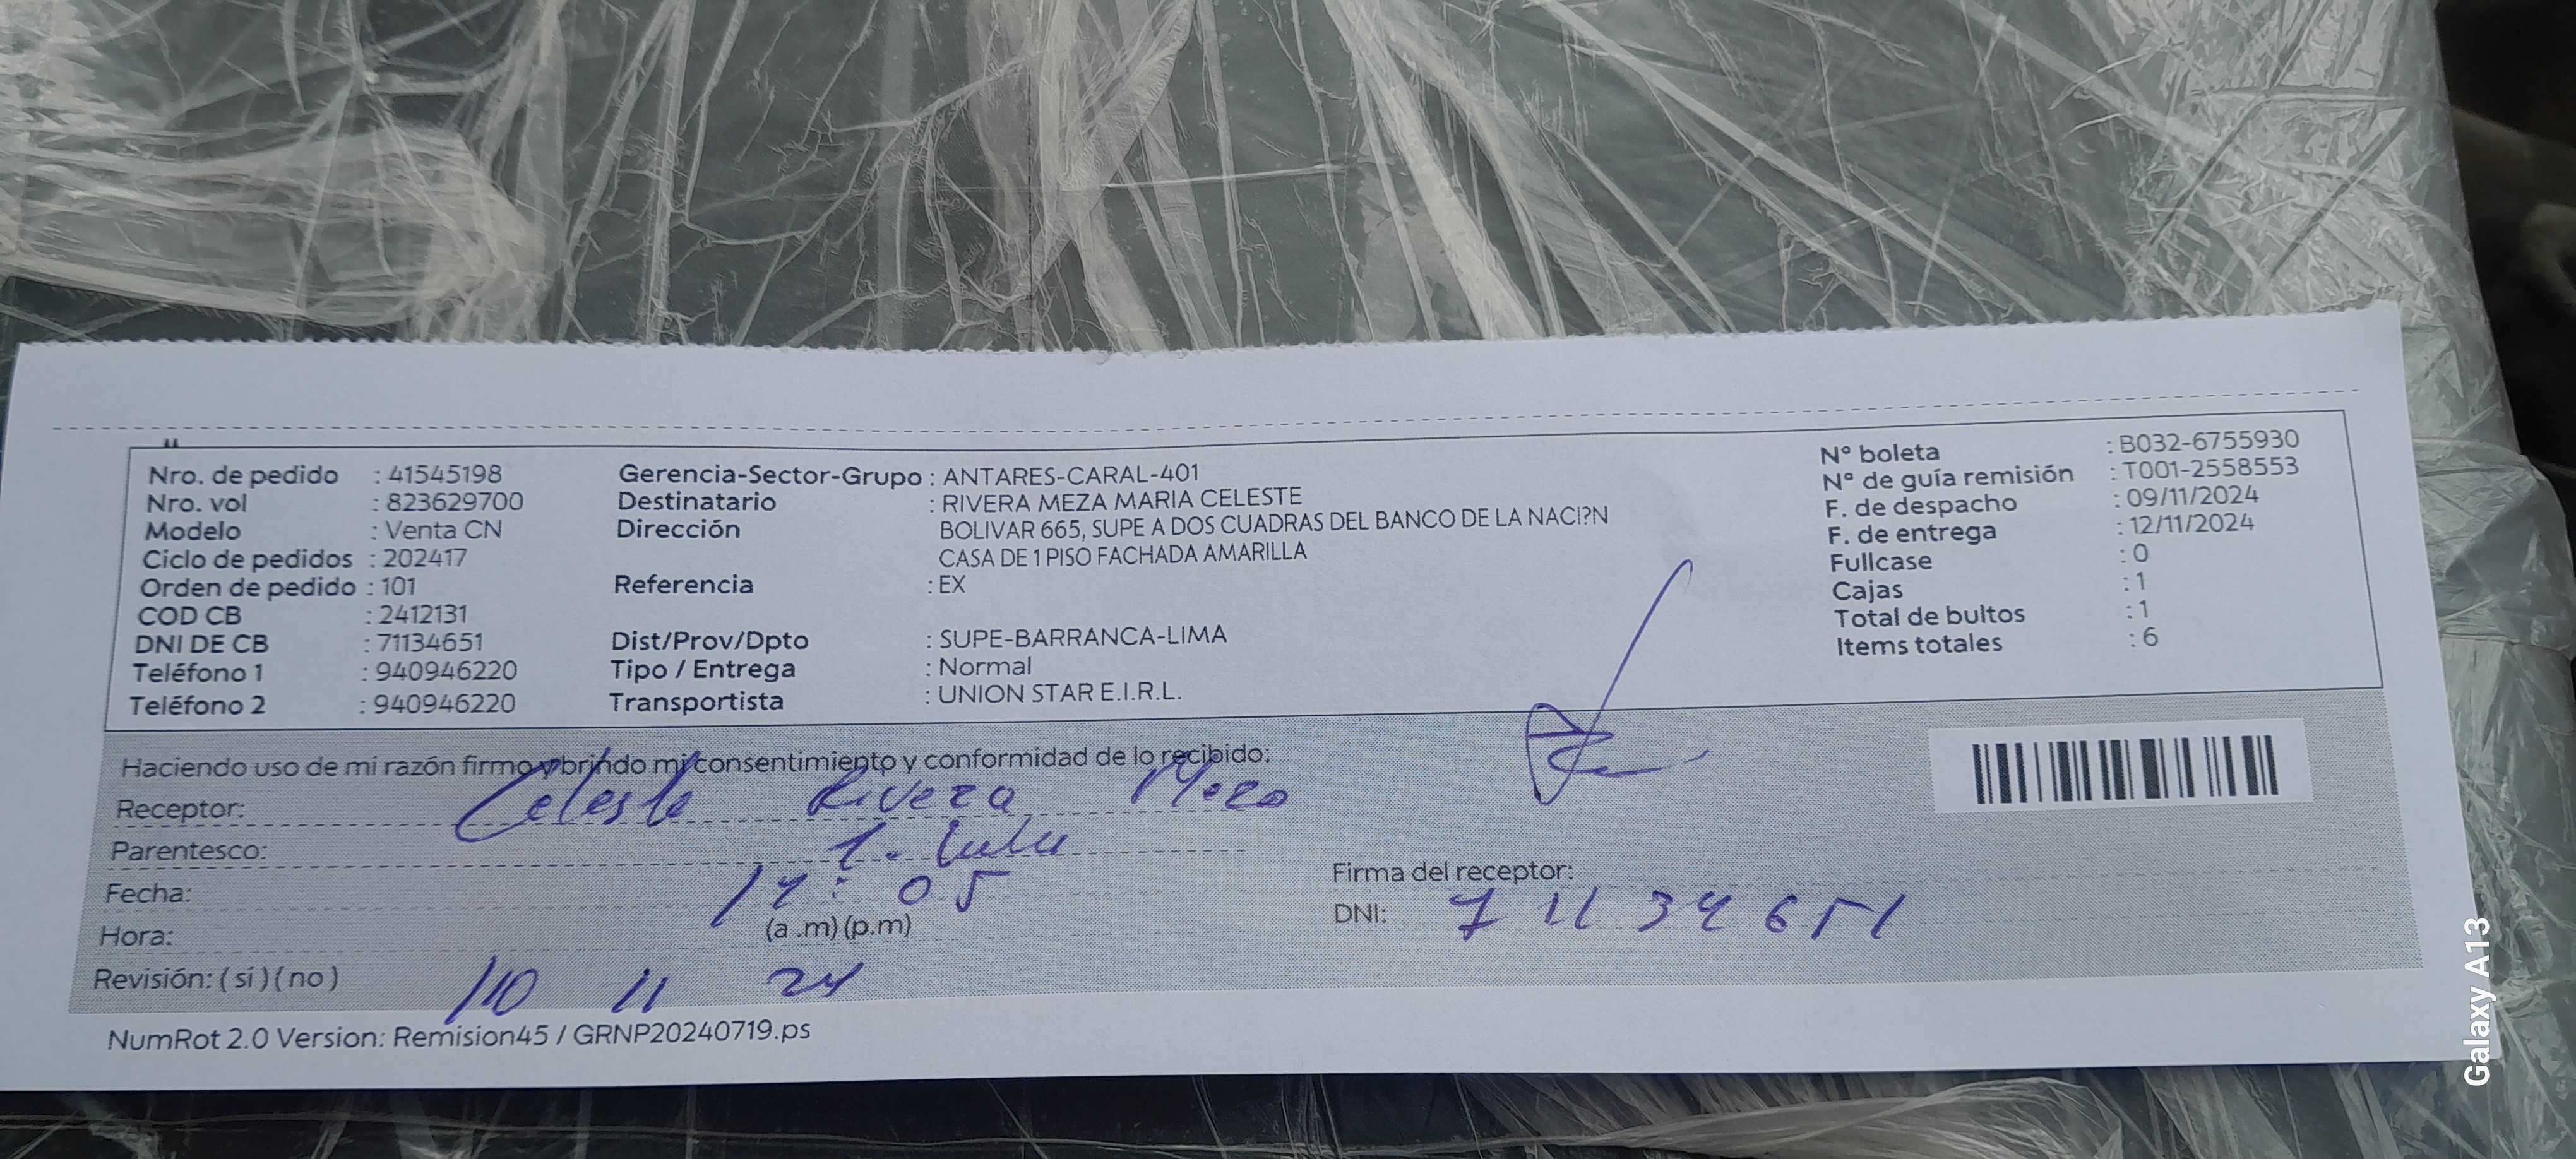 Nro. de pedido : 41545198
Nro. vol : 823629700
Modelo : Venta CN
Ciclo de pedidos : 202417
Orden de pedido : 101
COD CB : 2412131
DNI DE CB : 71134651
Teléfono 1 : 940946220
Teléfono 2 : 940946220
Gerencia-Sector-Grupo : ANTARES-CARAL-401
Destinatario : RIVERA MEZA MARIA CELESTE
Dirección BOLIVAR 665, SUPE A DOS CUADRAS DEL BANCO DE LA NACI?N
CASA DE 1 PISO FACHADA AMARILLA
Referencia : EX
Dist/Prov/Dpto : SUPE-BARRANCA-LIMA
Tipo / Entrega : Normal
Transportista : UNION STAR E.I.R.L.
N° boleta : B032-6755930
N° de guía remisión : T001-2558553
F. de despacho : 09/11/2024
F. de entrega : 12/11/2024
Fullcase : 0
Cajas : 1
Total de bultos : 1
Items totales : 6
Haciendo uso de mi razón firmo y brindo mi consentimiento y conformidad de lo recibido:
Receptor: Celeste Rivera
Parentesco:
Fecha: 14:05
Hora: (a .m) (p.m)
Revisión: ( si ) ( no ) 10 11 24
Firma del receptor:
DNI: 71134651
NumRot 2.0 Version: Remision45 / GRNP20240719.ps
Galaxy A13